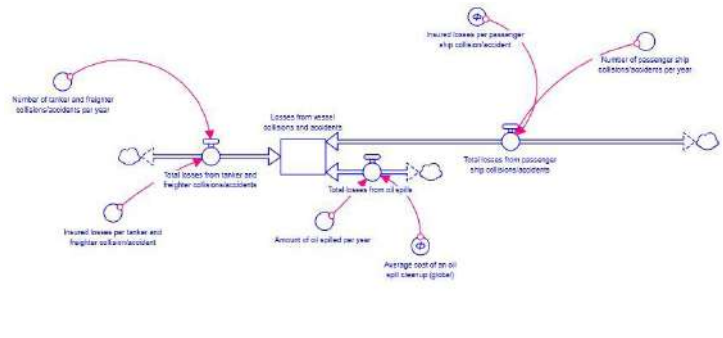 Insured losses per passenger
ship collision/accident
Number of passenger ship
collisions/accidents per year
Number of tanker and freighter
collisions/accidents per year
Losses from vessel
collisions and accidents
Total losses from tanker and
freighter collisions/accidents
Total losses from passenger
ship collisions/accidents
Total losses from oil spills
Insured losses per tanker and
freighter collision/accident
Amount of oil spilled per year
Average cost of an oil
spill cleanup (global)